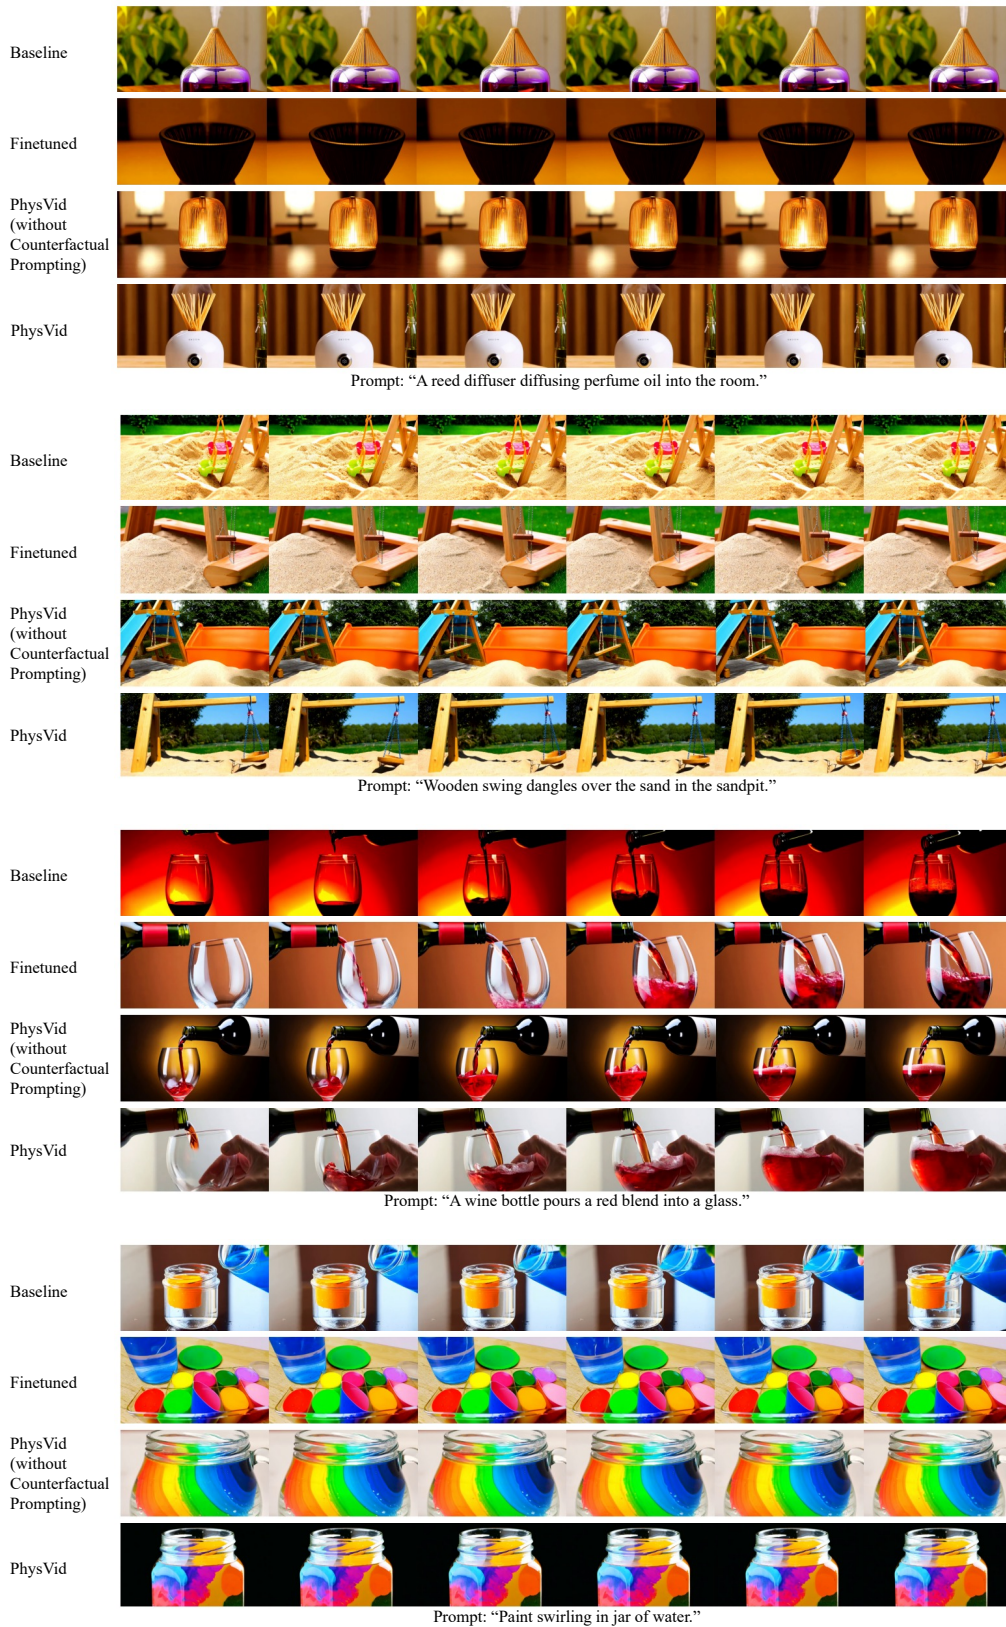 Baseline
Finetuned
PhysVid
(without
Counterfactual
Prompting)
PhysVid
Prompt: “A reed diffuser diffusing perfume oil into the room.”
Baseline
Finetuned
PhysVid
(without
Counterfactual
Prompting)
PhysVid
Prompt: “Wooden swing dangles over the sand in the sandpit.”
Baseline
Finetuned
PhysVid
(without
Counterfactual
Prompting)
PhysVid
Prompt: “A wine bottle pours a red blend into a glass.”
Baseline
Finetuned
PhysVid
(without
Counterfactual
Prompting)
PhysVid
Prompt: “Paint swirling in jar of water.”